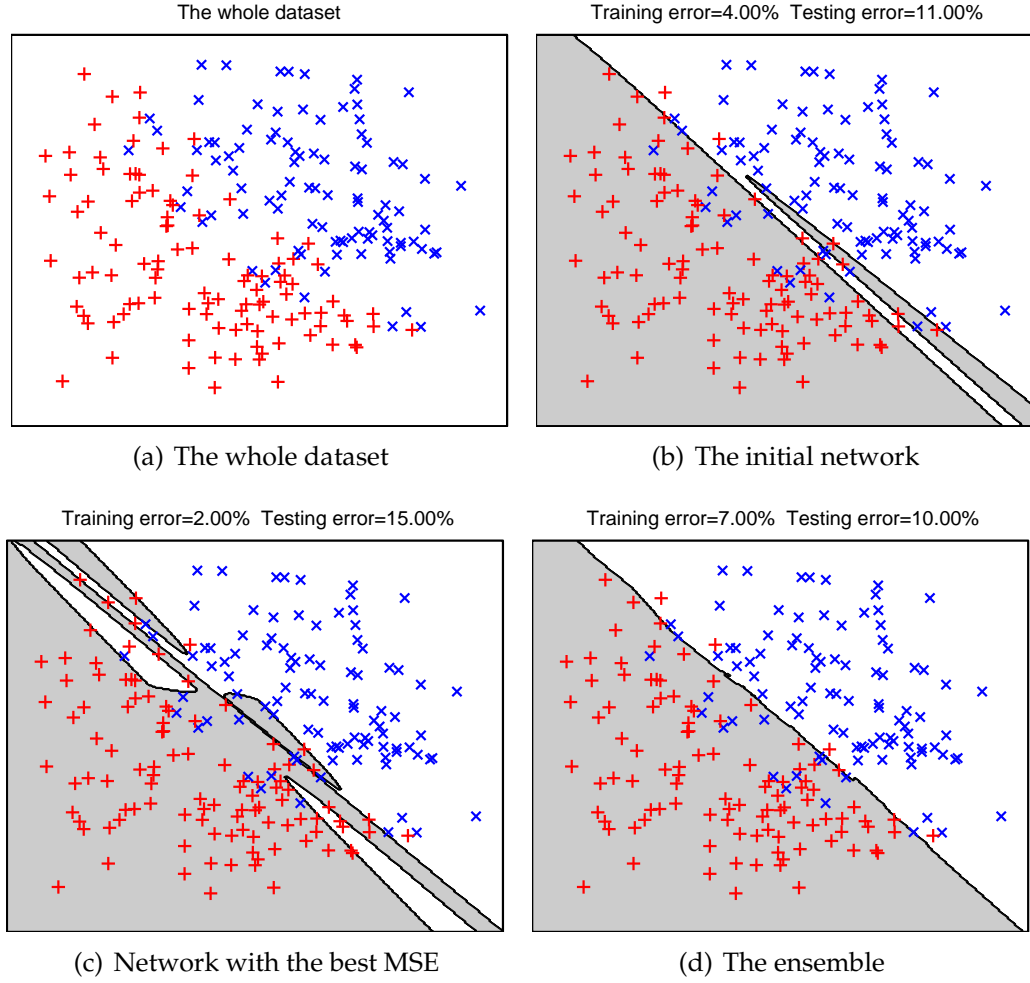 The whole dataset
Training error=4.00% Testing error=11.00%
(a) The whole dataset
(b) The initial network
Training error=2.00% Testing error=15.00%
Training error=7.00% Testing error=10.00%
(c) Network with the best MSE
(d) The ensemble